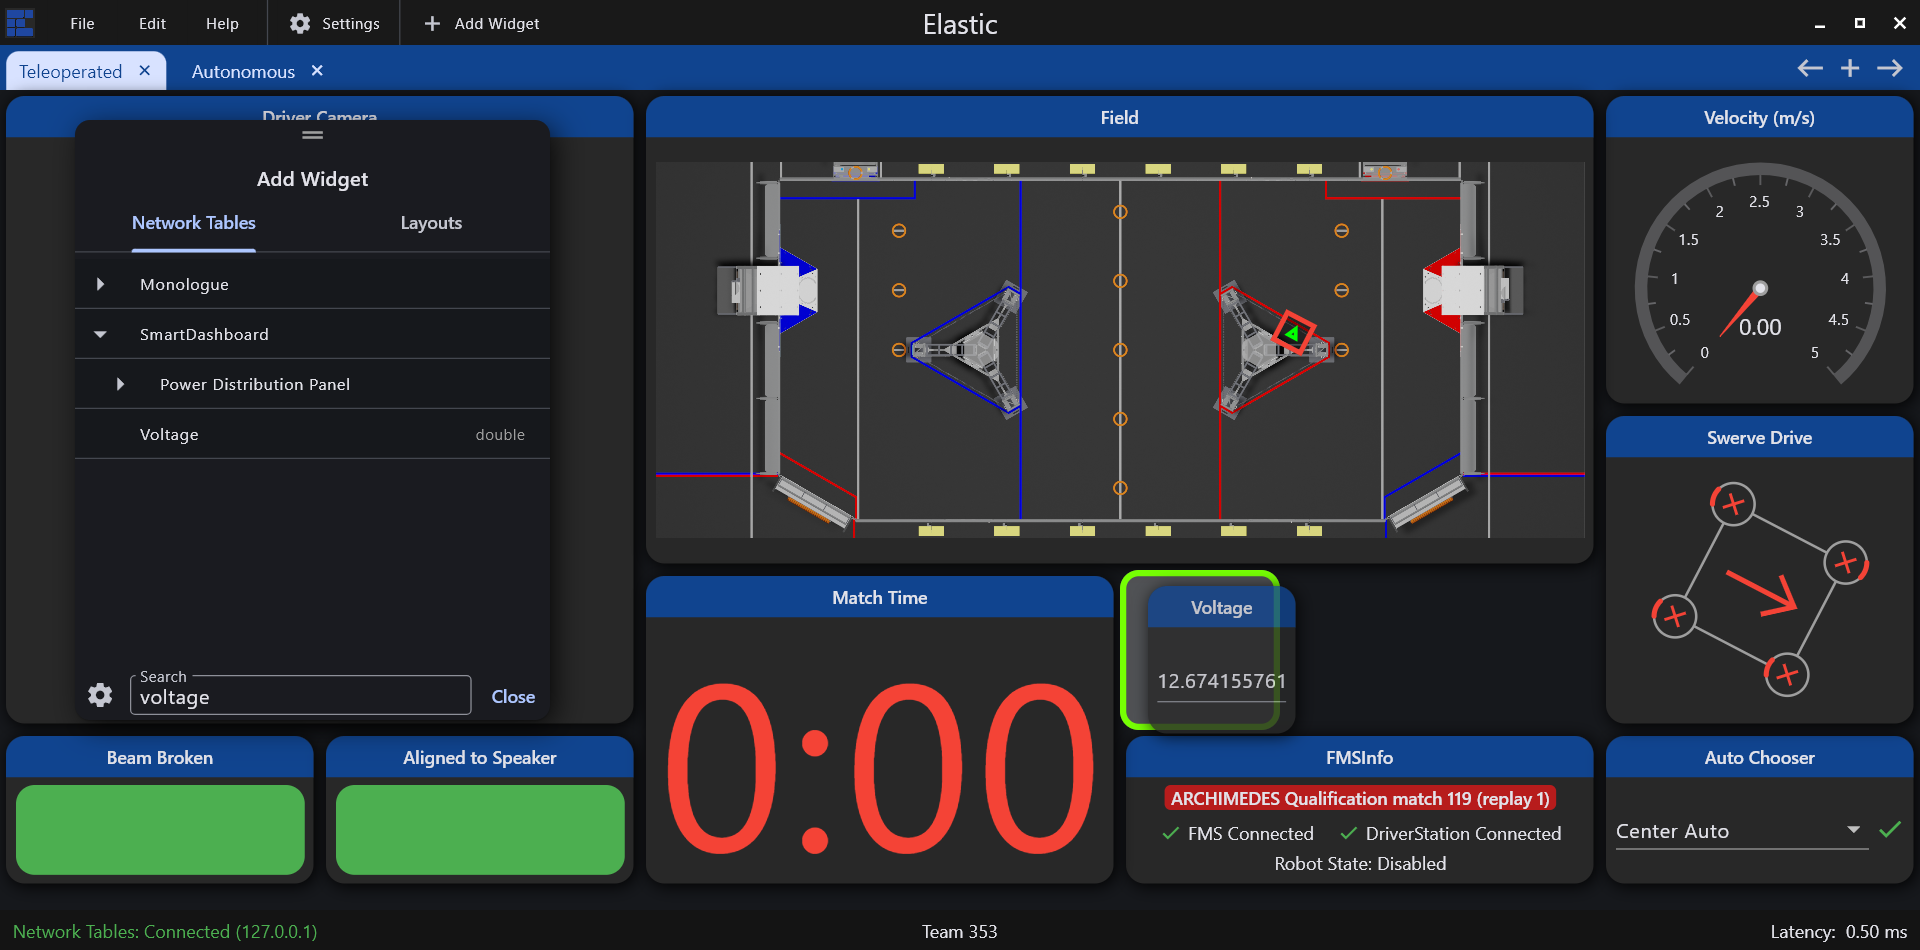 File Edit Help Settings Add Widget Elastic
Teleoperated Autonomous
Driver Camera
Add Widget
Network Tables Layouts
Monologue
SmartDashboard
Power Distribution Panel
Voltage double
Search
voltage
Close
Field
Velocity (m/s)
0 0.5 1 1.5 2 2.5 3 3.5 4 4.5 5
0.00
Swerve Drive
Match Time
0:00
Voltage
12.674155761
Beam Broken
Aligned to Speaker
FMSInfo
ARCHIMEDES Qualification match 119 (replay 1)
FMS Connected DriverStation Connected
Robot State: Disabled
Auto Chooser
Center Auto
Network Tables: Connected (127.0.0.1) Team 353 Latency: 0.50 ms